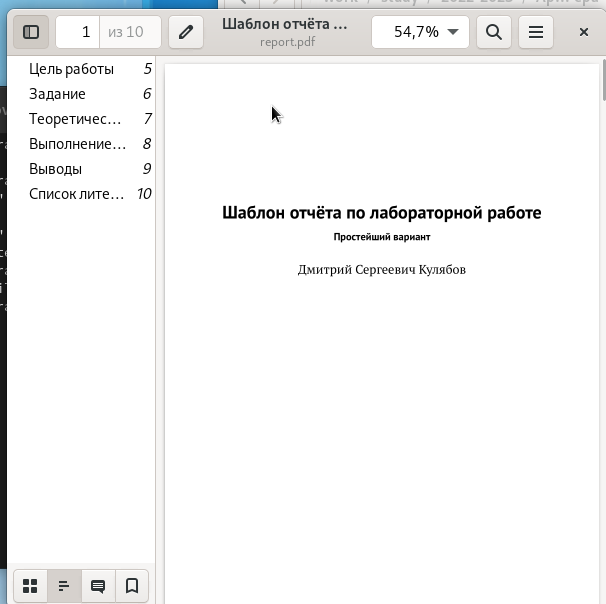 Шаблон отчёта ...
report.pdf
1 из 10
54,7%
Цель работы 5
Задание 6
Теоретичес... 7
Выполнение... 8
Выводы 9
Список лите... 10
Шаблон отчёта по лабораторной работе
Простейший вариант
Дмитрий Сергеевич Кулябов